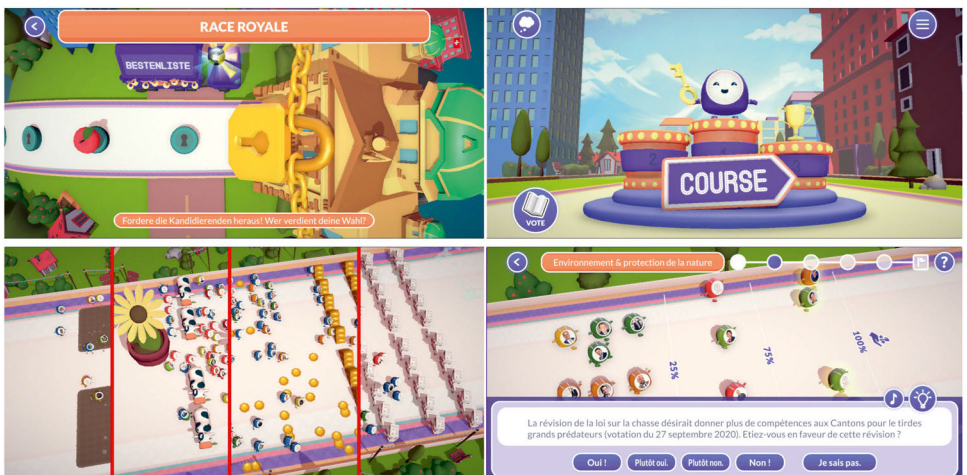 RACE ROYALE
BESTENLISTE
Fordere die Kandidierenden heraus! Wer verdient deine Wahl?
2
COURSE
VOTE
Environnement & protection de la nature
?
25%
75%
100%
La révision de la loi sur la chasse désirait donner plus de compétences aux Cantons pour le tirdes
grands prédateurs (votation du 27 septembre 2020). Etiez-vous en faveur de cette révision ?
Oui !
Plutôt oui.
Plutôt non.
Non !
Je sais pas.